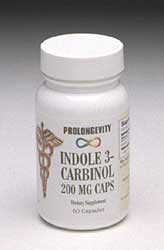 PROLONGEVITY
INDOLE 3-
CARBINOL
200 MG CAPS
Dietary Supplement
60 Capsules